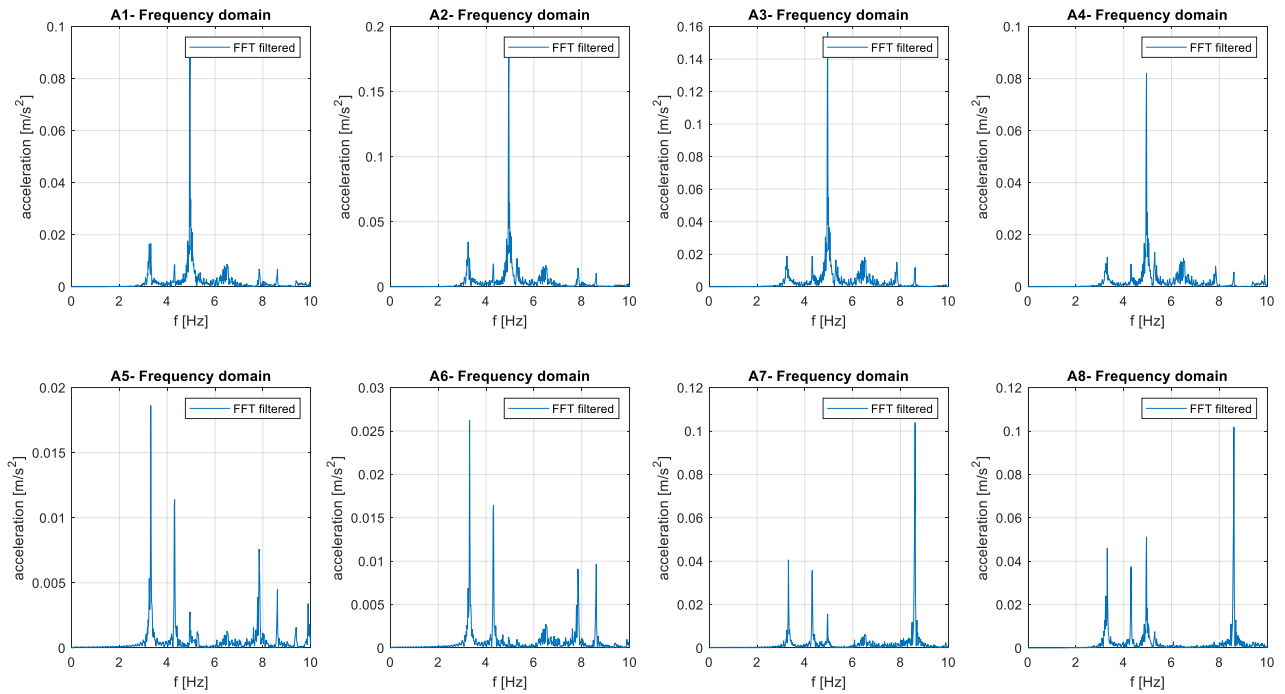 A1- Frequency domain
FFT filtered
0.1
0.08
0.06
0.04
0.02
0
acceleration [m/s²]
0 2 4 6 8 10
f [Hz]
A2- Frequency domain
FFT filtered
0.2
0.15
0.1
0.05
0
acceleration [m/s²]
0 2 4 6 8 10
f [Hz]
A3- Frequency domain
FFT filtered
0.16
0.14
0.12
0.1
0.08
0.06
0.04
0.02
0
acceleration [m/s²]
0 2 4 6 8 10
f [Hz]
A4- Frequency domain
FFT filtered
0.1
0.08
0.06
0.04
0.02
0
acceleration [m/s²]
0 2 4 6 8 10
f [Hz]
A5- Frequency domain
FFT filtered
0.02
0.015
0.01
0.005
0
acceleration [m/s²]
0 2 4 6 8 10
f [Hz]
A6- Frequency domain
FFT filtered
0.03
0.025
0.02
0.015
0.01
0.005
0
acceleration [m/s²]
0 2 4 6 8 10
f [Hz]
A7- Frequency domain
FFT filtered
0.12
0.1
0.08
0.06
0.04
0.02
0
acceleration [m/s²]
0 2 4 6 8 10
f [Hz]
A8- Frequency domain
FFT filtered
0.12
0.1
0.08
0.06
0.04
0.02
0
acceleration [m/s²]
0 2 4 6 8 10
f [Hz]